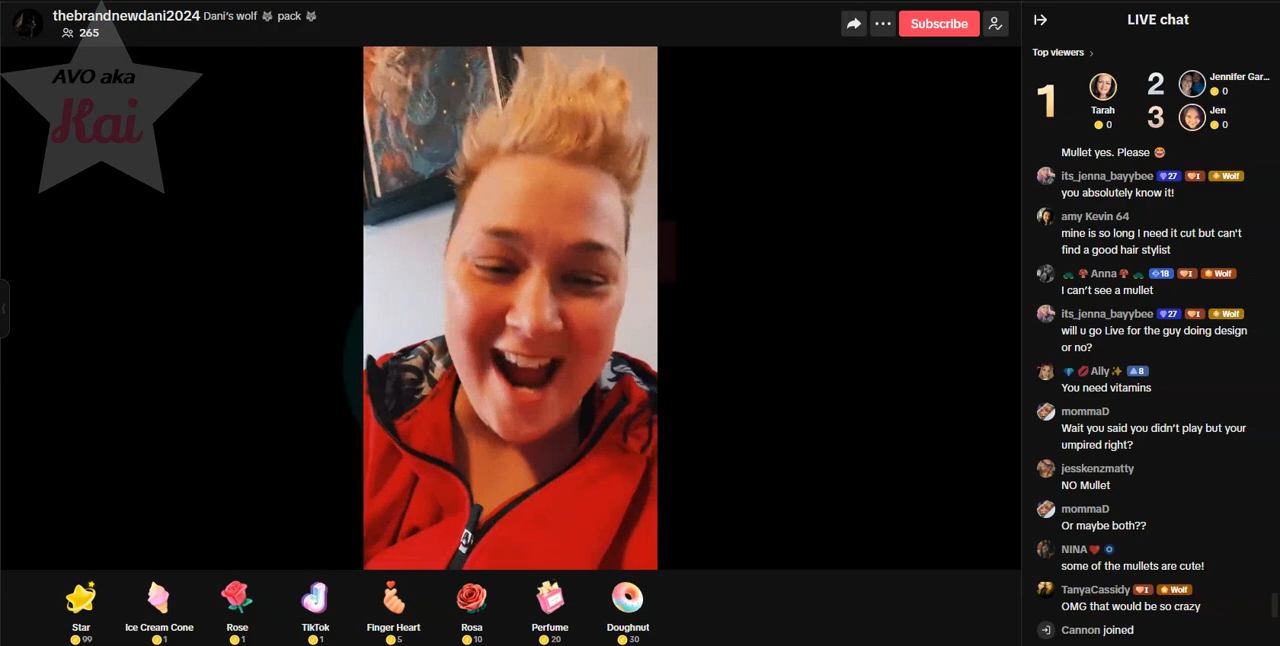 thebrandnewdani2024 Dani's wolf 🐺 pack 🐺
265
Subscribe
AVO aka
Kai
LIVE chat
Top viewers
1
Tarah
0
2
Jennifer Gar...
0
3
Jen
0
Mullet yes. Please 😆
its_jenna_bayybee 27 I Wolf
you absolutely know it!
amy Kevin 64
mine is so long I need it cut but can't
find a good hair stylist
Anna 18 I Wolf
I can't see a mullet
its_jenna_bayybee 27 I Wolf
will u go Live for the guy doing design
or no?
💎💋Ally✨ 8
You need vitamins
mommaD
Wait you said you didn't play but your
umpired right?
jesskenzmatty
NO Mullet
mommaD
Or maybe both??
NINA❤️
some of the mullets are cute!
TanyaCassidy I Wolf
OMG that would be so crazy
Cannon joined
Star
99
Ice Cream Cone
1
Rose
1
TikTok
1
Finger Heart
5
Rosa
10
Perfume
20
Doughnut
30